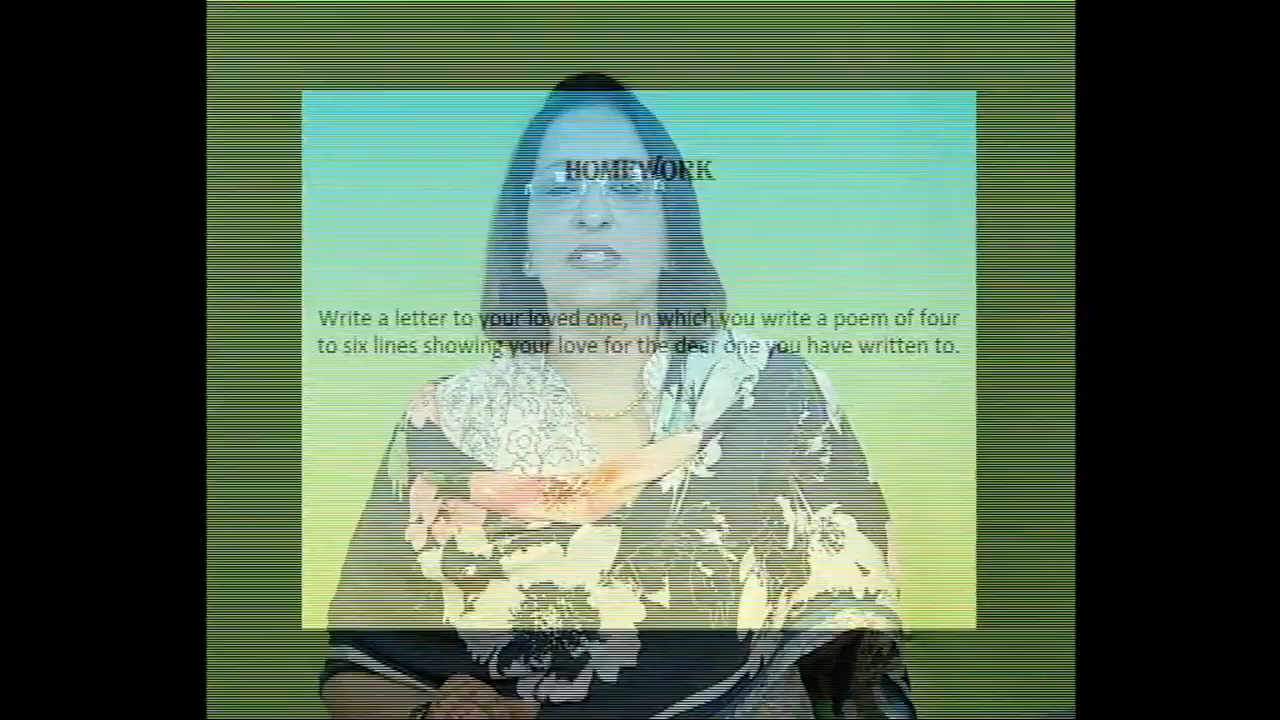 HOMEWORK
Write a letter to your loved one, in which you write a poem of four
to six lines showing your love for the dear one you have written to.